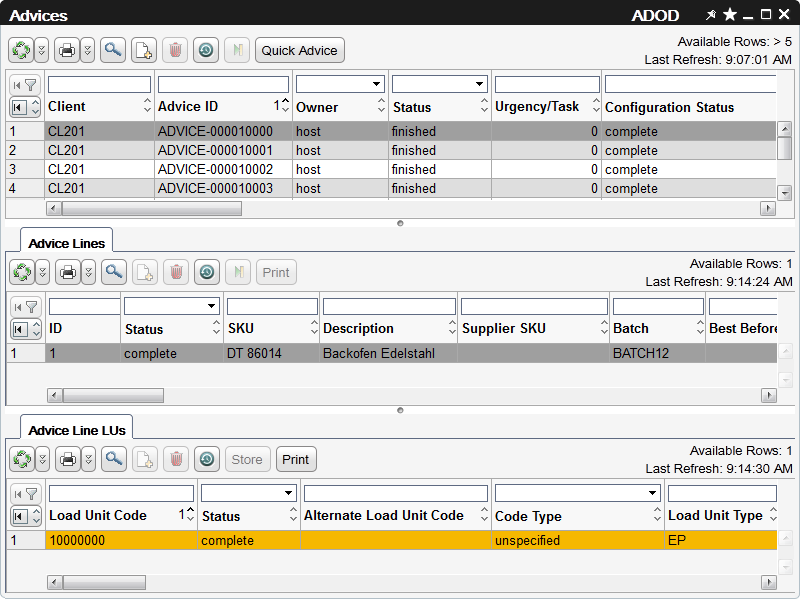 Advices ADOD
Quick Advice
Available Rows: > 5
Last Refresh: 9:07:01 AM
Client Advice ID 1 Owner Status Urgency/Task Configuration Status
1 CL201 ADVICE-000010000 host finished 0 complete
2 CL201 ADVICE-000010001 host finished 0 complete
3 CL201 ADVICE-000010002 host finished 0 complete
4 CL201 ADVICE-000010003 host finished 0 complete
Advice Lines
Print
Available Rows: 1
Last Refresh: 9:14:24 AM
ID Status SKU Description Supplier SKU Batch Best Before
1 1 complete DT 86014 Backofen Edelstahl BATCH12
Advice Line LUs
Store Print
Available Rows: 1
Last Refresh: 9:14:30 AM
Load Unit Code 1 Status Alternate Load Unit Code Code Type Load Unit Type
1 10000000 complete unspecified EP